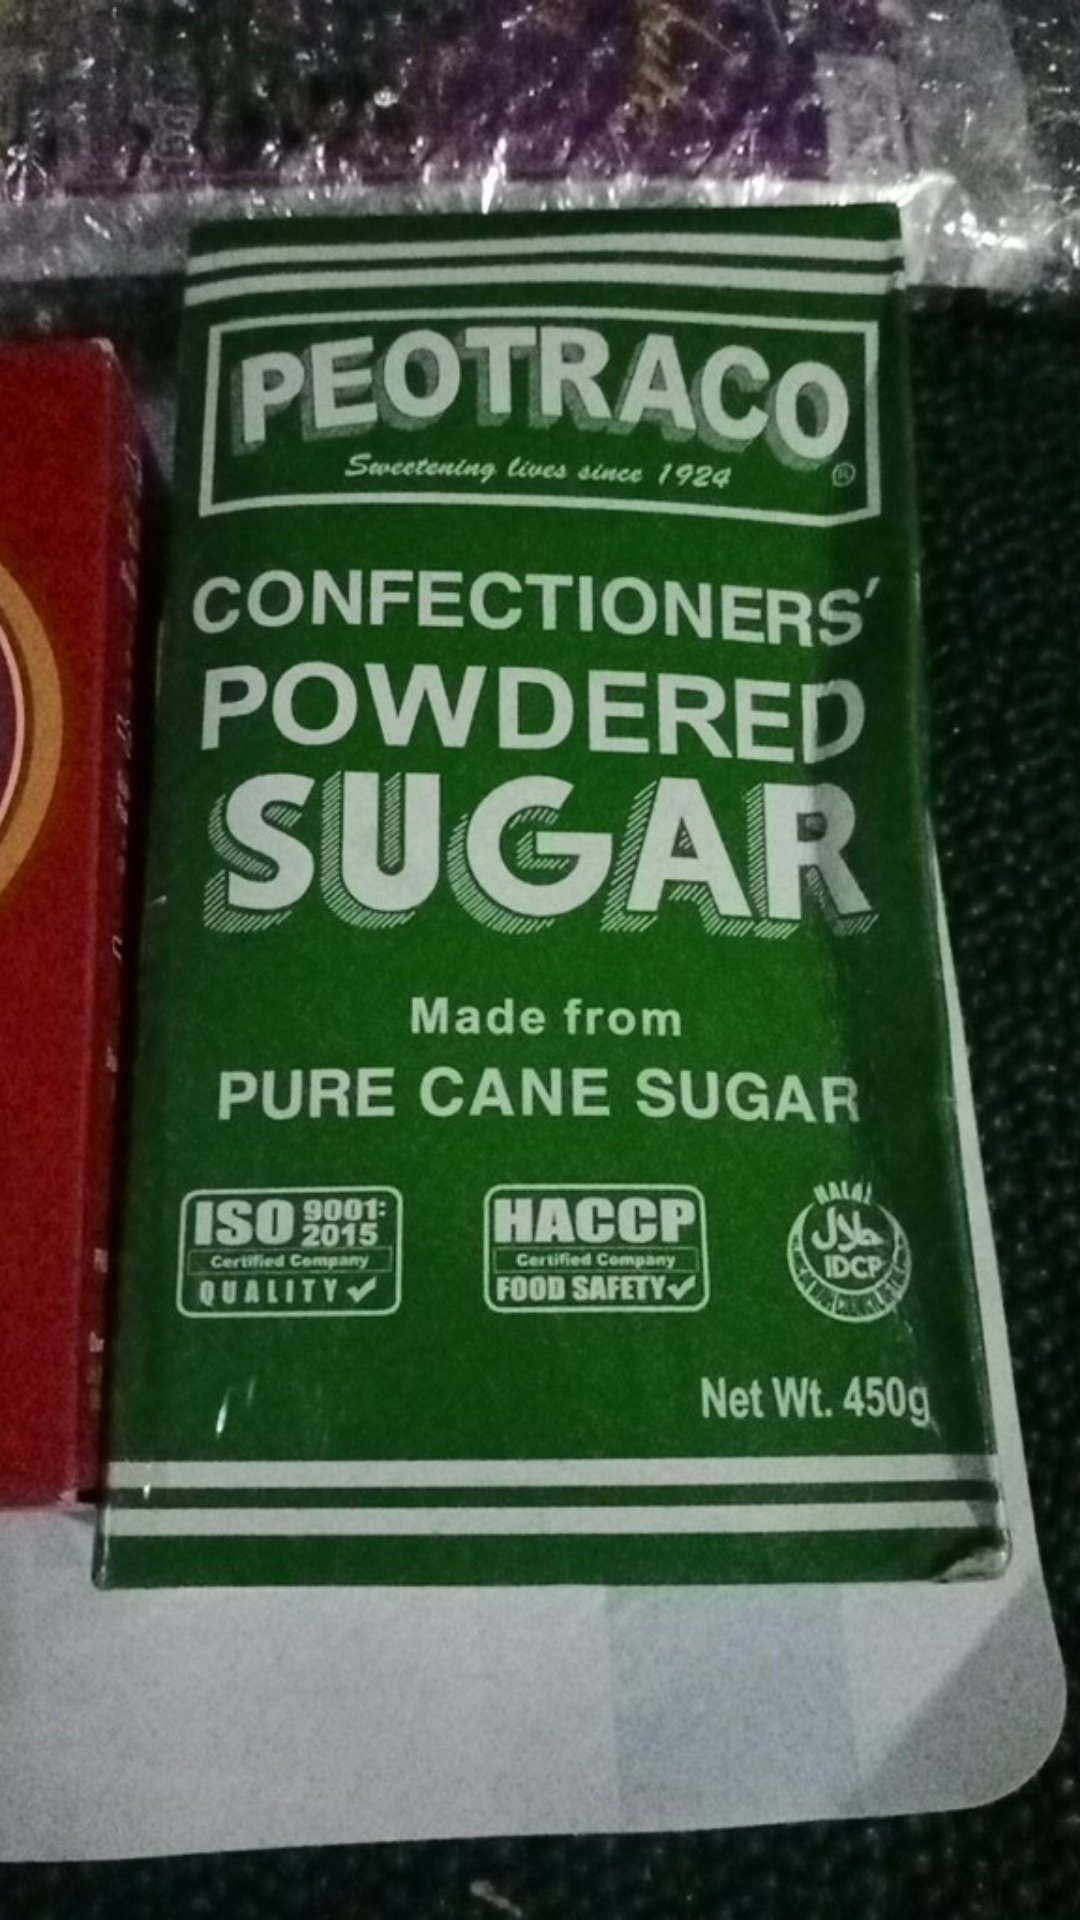 PEOTRACO
Sweetening lives since 1924
®
CONFECTIONERS'
POWDERED
SUGAR
Made from
PURE CANE SUGAR
ISO 9001:
2015
Certified Company
QUALITY
HACCP
Certified Company
FOOD SAFETY
HALAL
حلال
IDCP
Net Wt. 450g